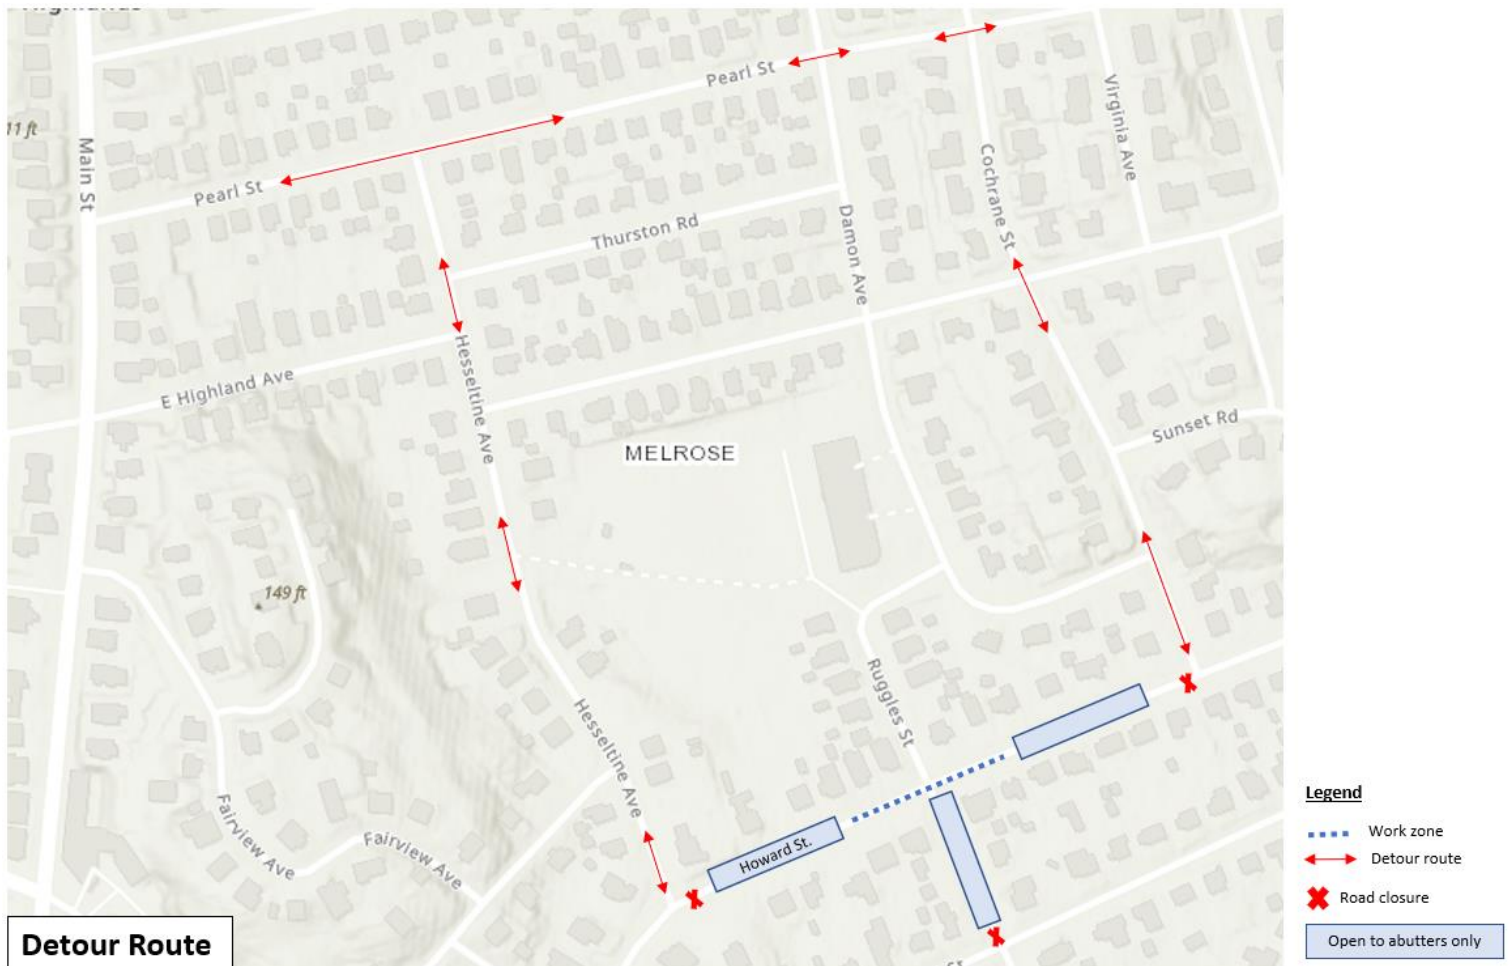 Pearl St
Virginia Ave
11 ft
Main St
Cochrane St
Pearl St
Thurston Rd
Damon Ave
Hesseltine Ave
E Highland Ave
Sunset Rd
MELROSE
149 ft
Ruggles St
Hesseltine Ave
Fairview Ave
Fairview Ave
Howard St.
Detour Route
Legend
Work zone
Detour route
Road closure
Open to abutters only